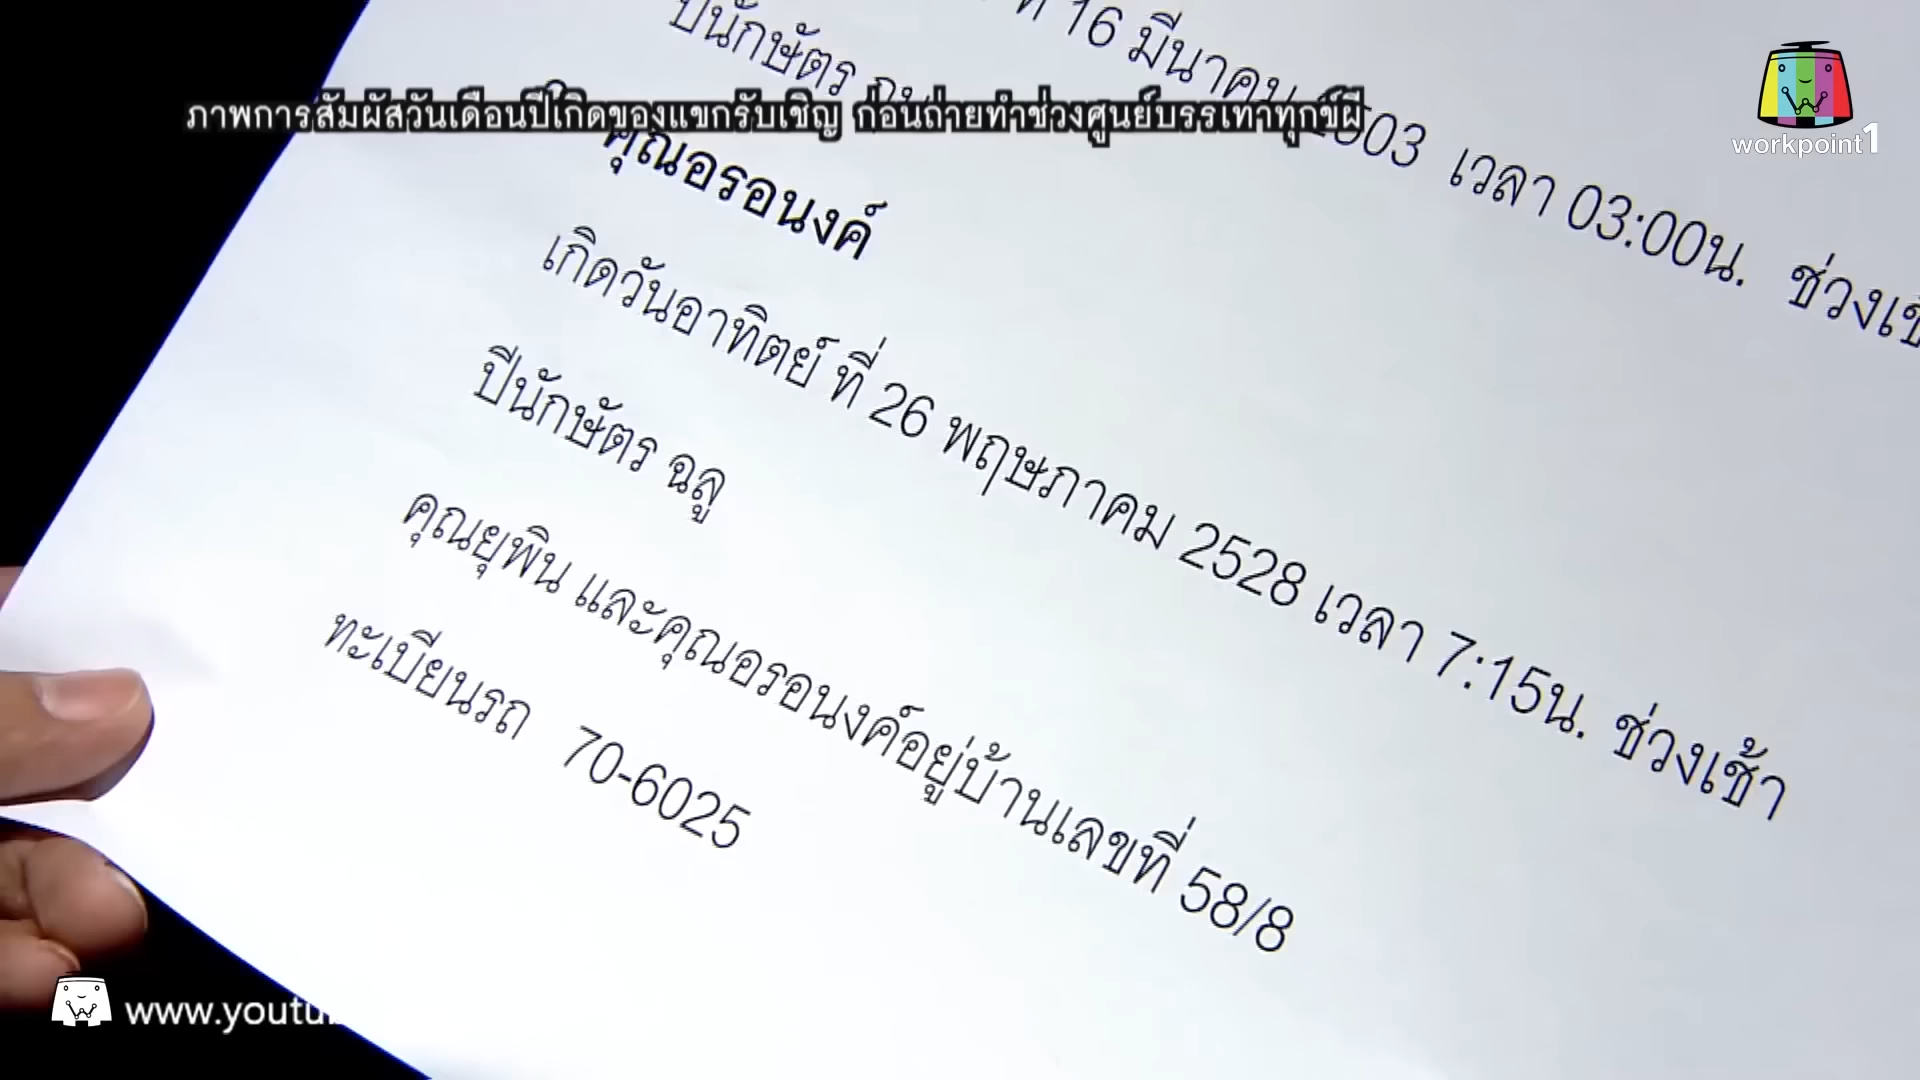 ที่ 16 มีนาคม 2503 เวลา 03:00น. ช่วงเช้
ปีนักษัตร
ภาพการสัมผัสวันเดือนปีเกิดของแขกรับเชิญ ก่อนถ่ายทำช่วงศูนย์บรรเทาทุกข์ผี
workpoint1
คุณอรอนงค์
เกิดวันอาทิตย์ ที่ 26 พฤษภาคม 2528 เวลา 7:15น. ช่วงเช้า
ปีนักษัตร ฉลู
คุณยุพิน และคุณอรอนงค์อยู่บ้านเลขที่ 58/8
ทะเบียนรถ 70-6025
www.youtu